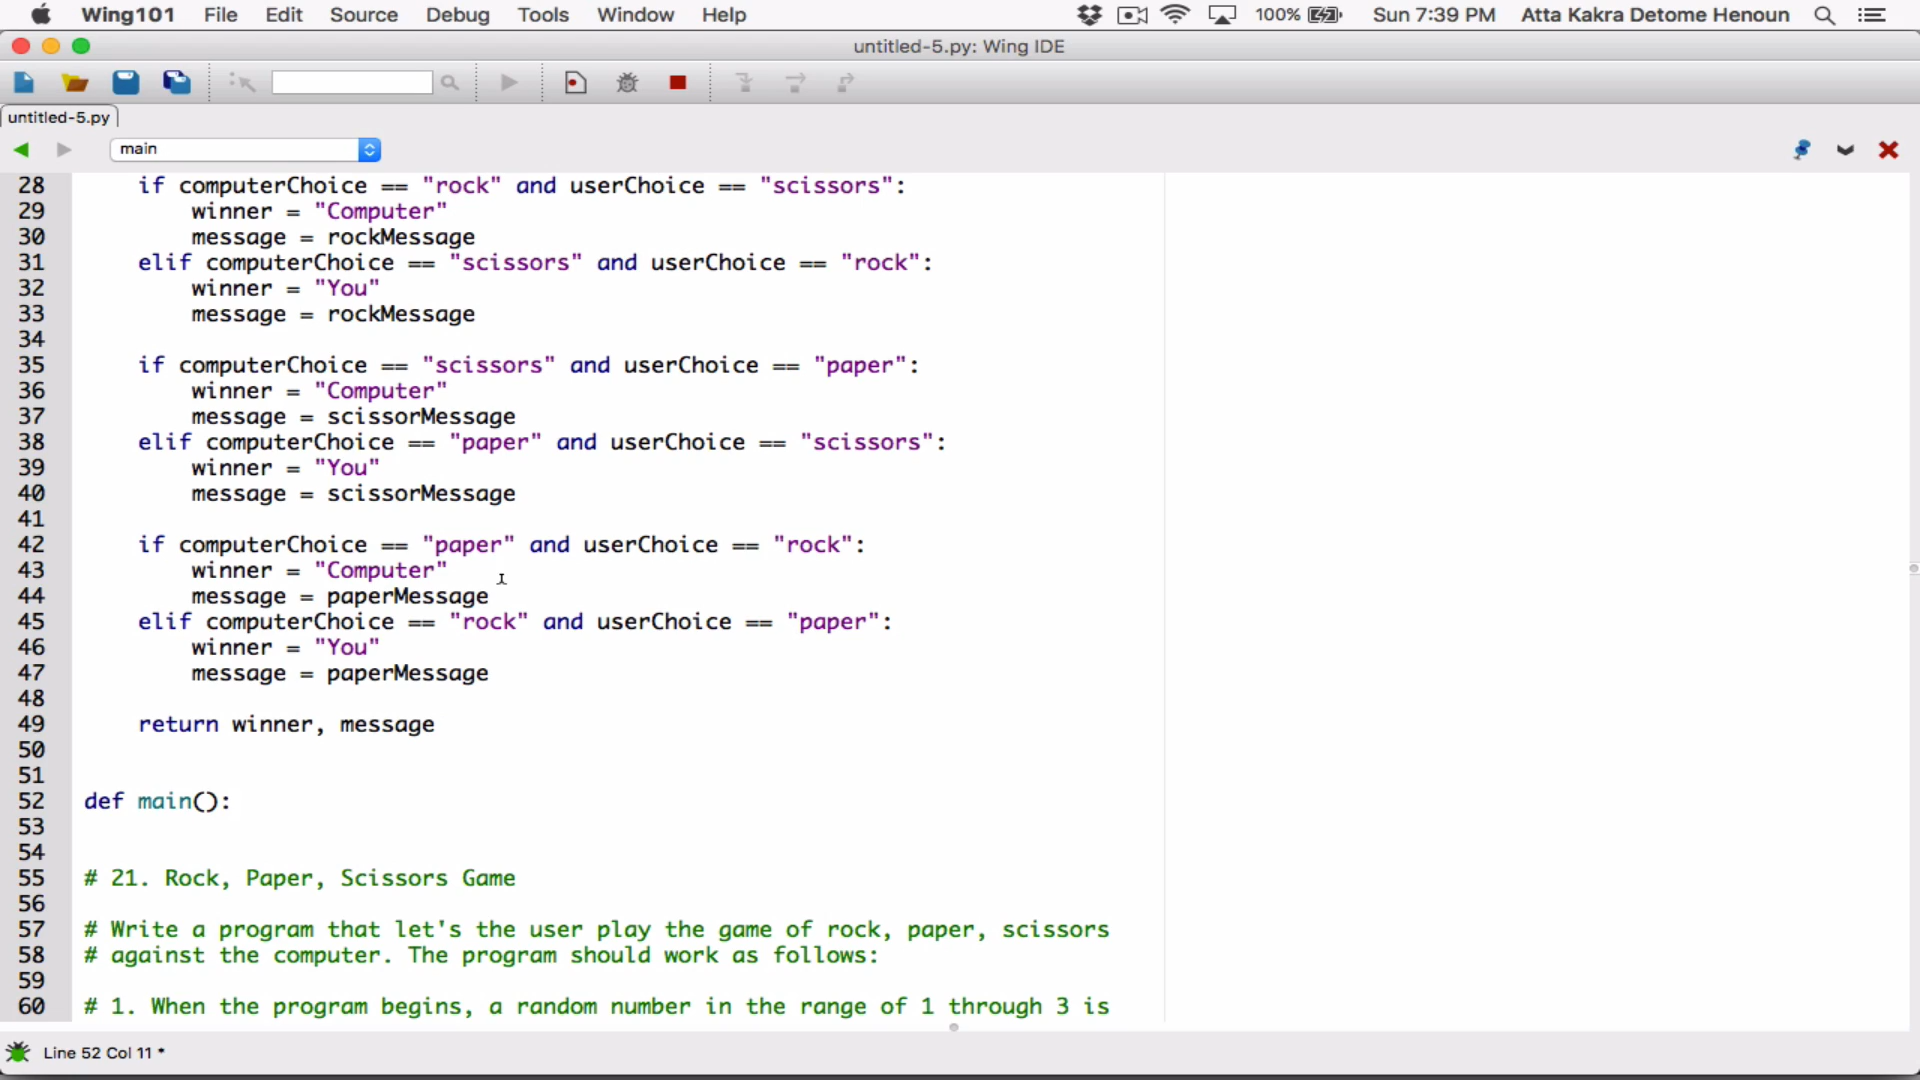 Wing101 File Edit Source Debug Tools Window Help 100% Sun 7:39 PM Atta Kakra Detome Henoun
untitled-5.py: Wing IDE
untitled-5.py
main
28 if computerChoice == "rock" and userChoice == "scissors":
29 winner = "Computer"
30 message = rockMessage
31 elif computerChoice == "scissors" and userChoice == "rock":
32 winner = "You"
33 message = rockMessage
34
35 if computerChoice == "scissors" and userChoice == "paper":
36 winner = "Computer"
37 message = scissorMessage
38 elif computerChoice == "paper" and userChoice == "scissors":
39 winner = "You"
40 message = scissorMessage
41
42 if computerChoice == "paper" and userChoice == "rock":
43 winner = "Computer"
44 message = paperMessage
45 elif computerChoice == "rock" and userChoice == "paper":
46 winner = "You"
47 message = paperMessage
48
49 return winner, message
50
51
52 def main():
53
54
55 # 21. Rock, Paper, Scissors Game
56
57 # Write a program that let's the user play the game of rock, paper, scissors
58 # against the computer. The program should work as follows:
59
60 # 1. When the program begins, a random number in the range of 1 through 3 is
Line 52 Col 11 *